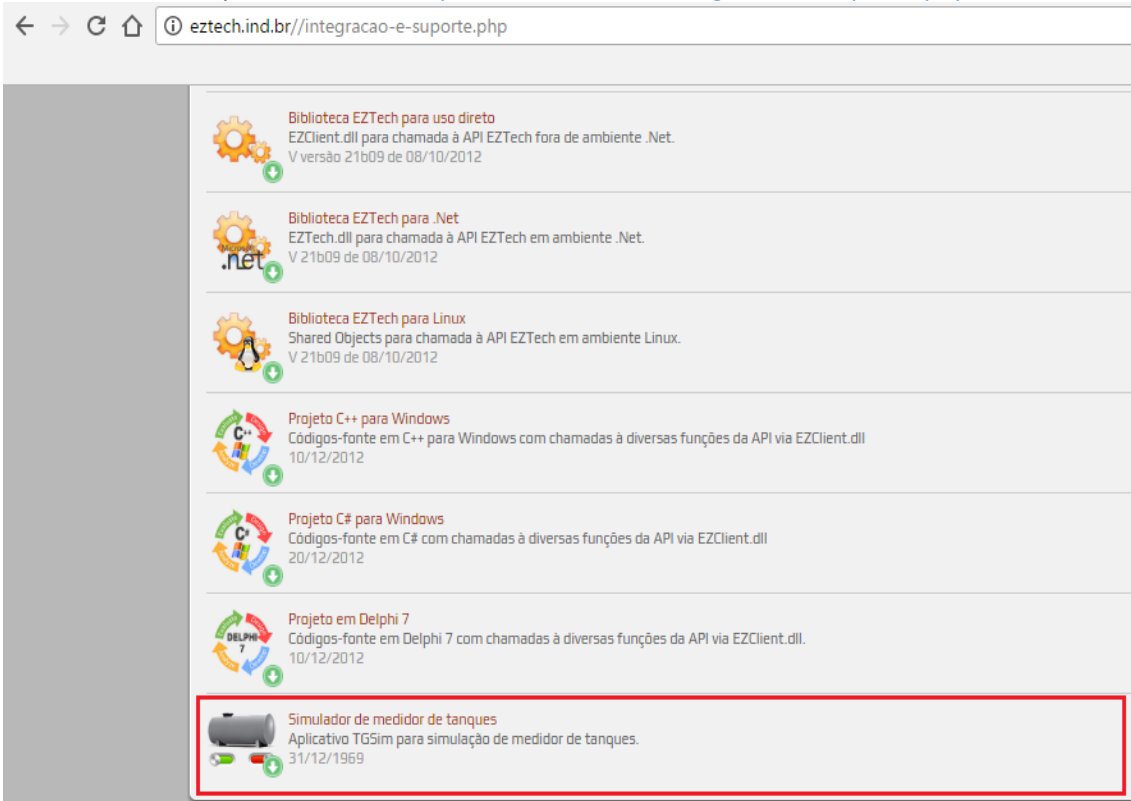 eztech.ind.br//integracao-e-suporte.php
Biblioteca EZTech para uso direto
EZClient.dll para chamada à API EZTech fora de ambiente .Net.
V versão 21b09 de 08/10/2012
Biblioteca EZTech para .Net
EZTech.dll para chamada à API EZTech em ambiente .Net.
V 21b09 de 08/10/2012
Microsoft
.net
Biblioteca EZTech para Linux
Shared Objects para chamada à API EZTech em ambiente Linux.
V 21b09 de 08/10/2012
Projeto C++ para Windows
Códigos-fonte em C++ para Windows com chamadas à diversas funções da API via EZClient.dll
10/12/2012
C++
Projeto C# para Windows
Códigos-fonte em C# com chamadas à diversas funções da API via EZClient.dll
20/12/2012
C#
Projeto em Delphi 7
Códigos-fonte em Delphi 7 com chamadas à diversas funções da API via EZClient.dll.
10/12/2012
DELPHI
7
Simulador de medidor de tanques
Aplicativo TGSim para simulação de medidor de tanques.
31/12/1969